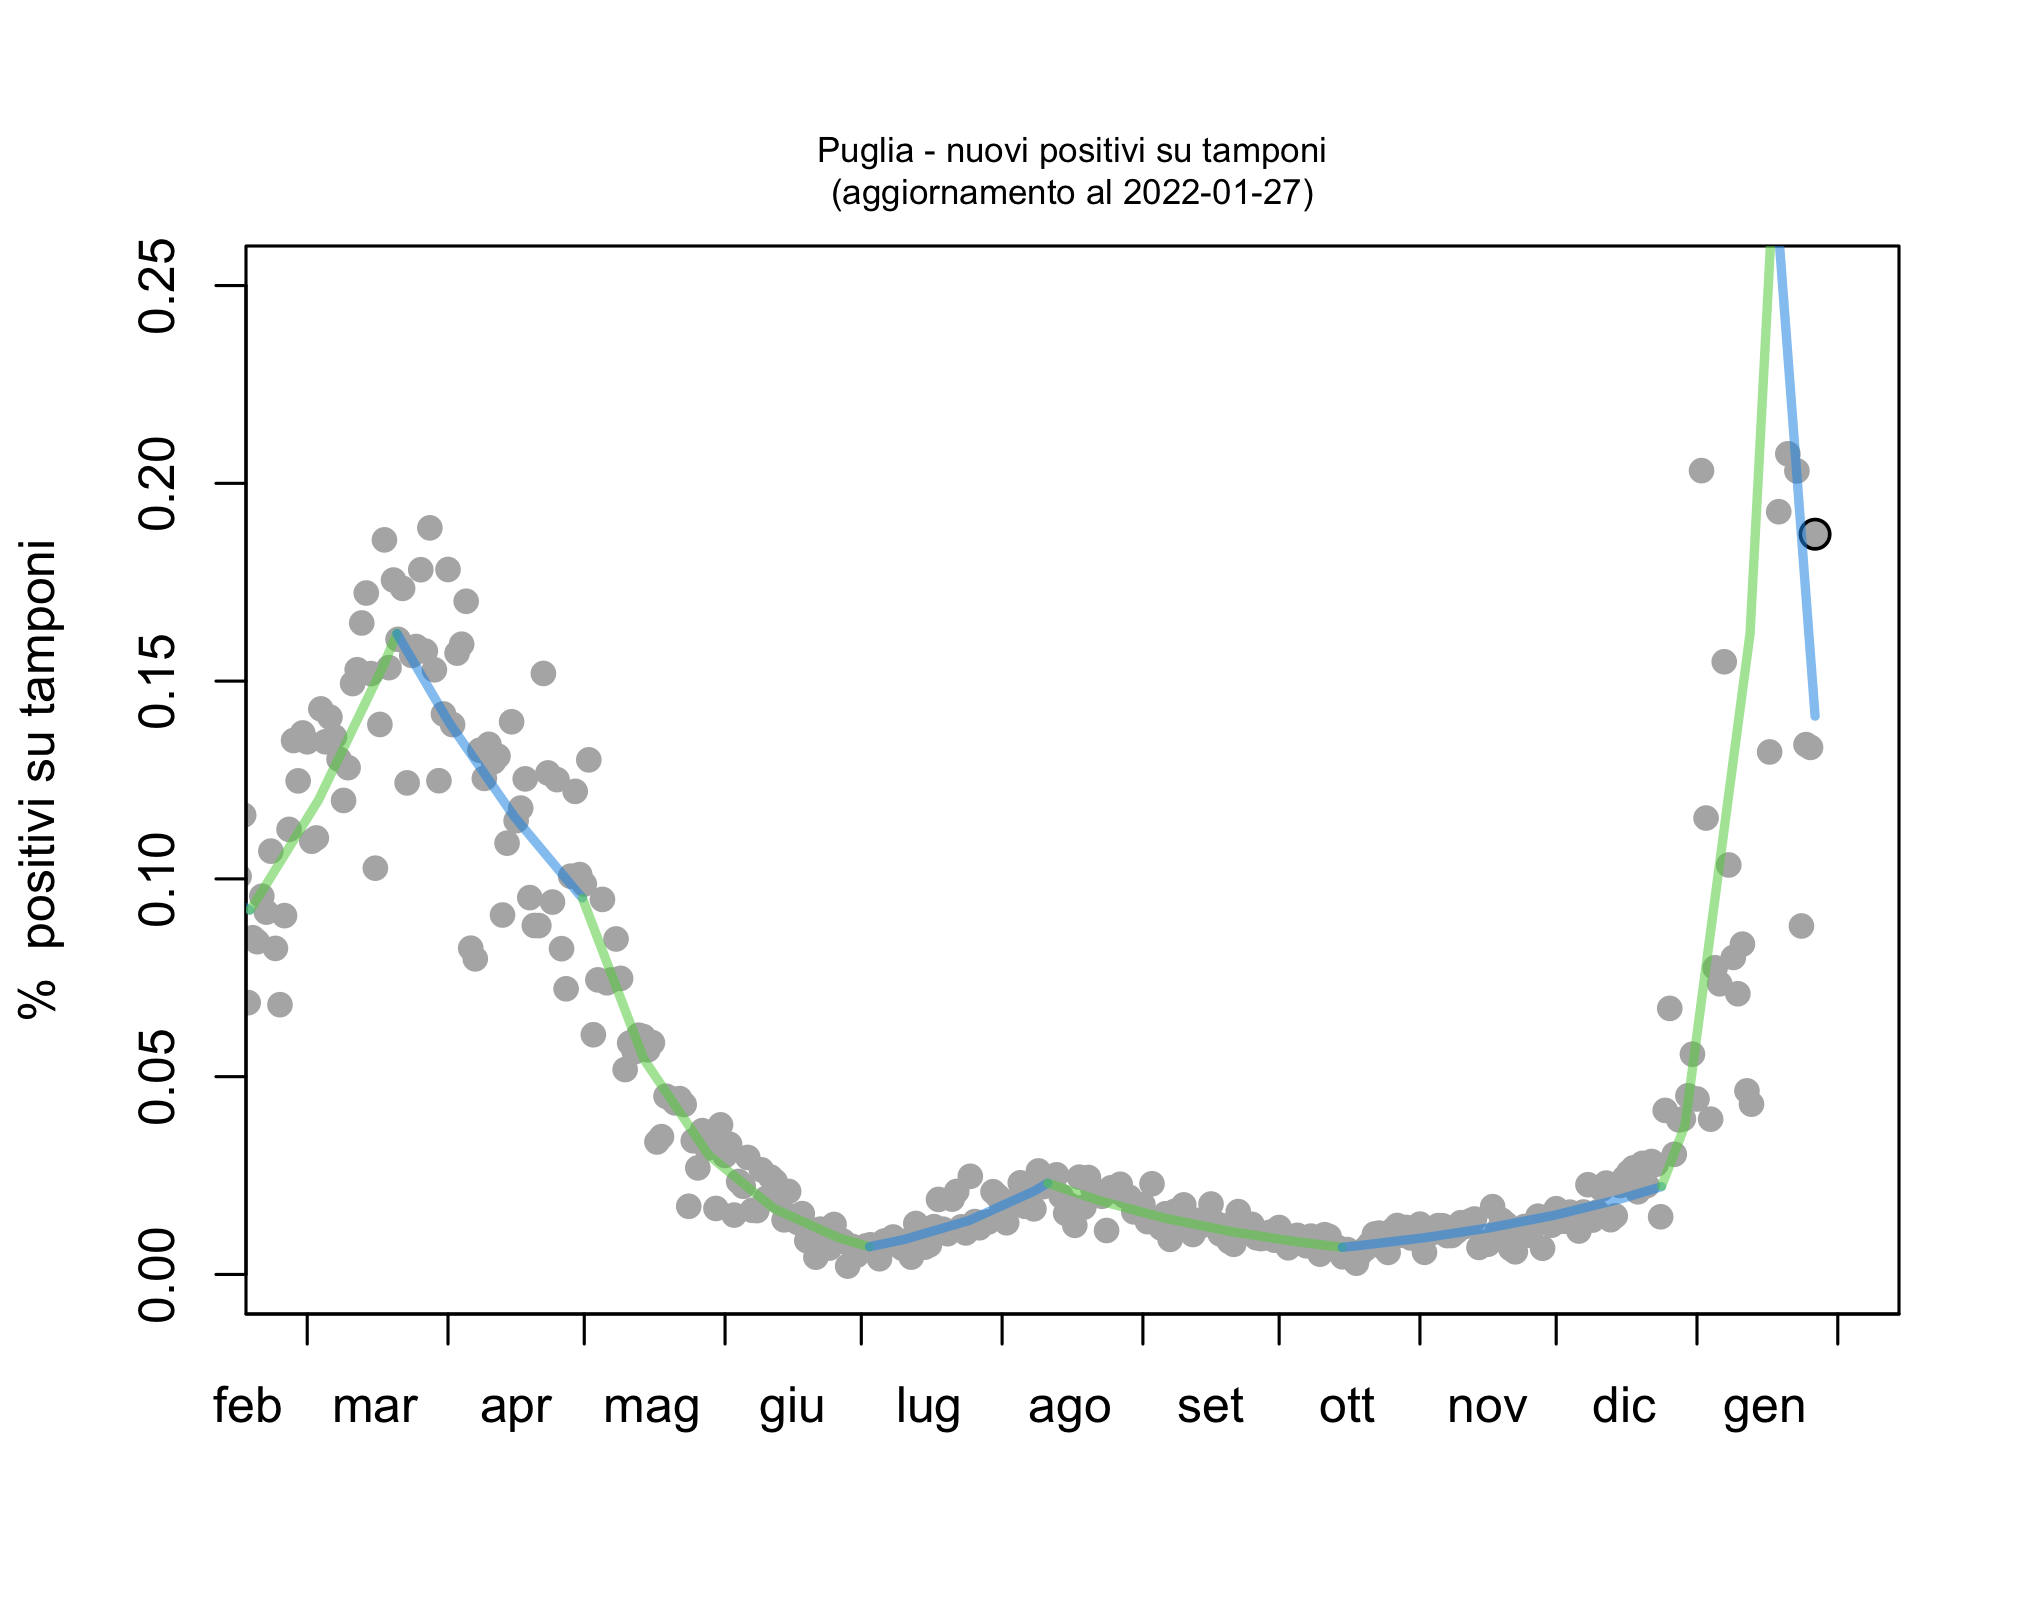 Puglia - nuovi positivi su tamponi
(aggiornamento al 2022-01-27)
% positivi su tamponi
0.25
0.20
0.15
0.10
0.05
0.00
feb mar apr mag giu lug ago set ott nov dic gen